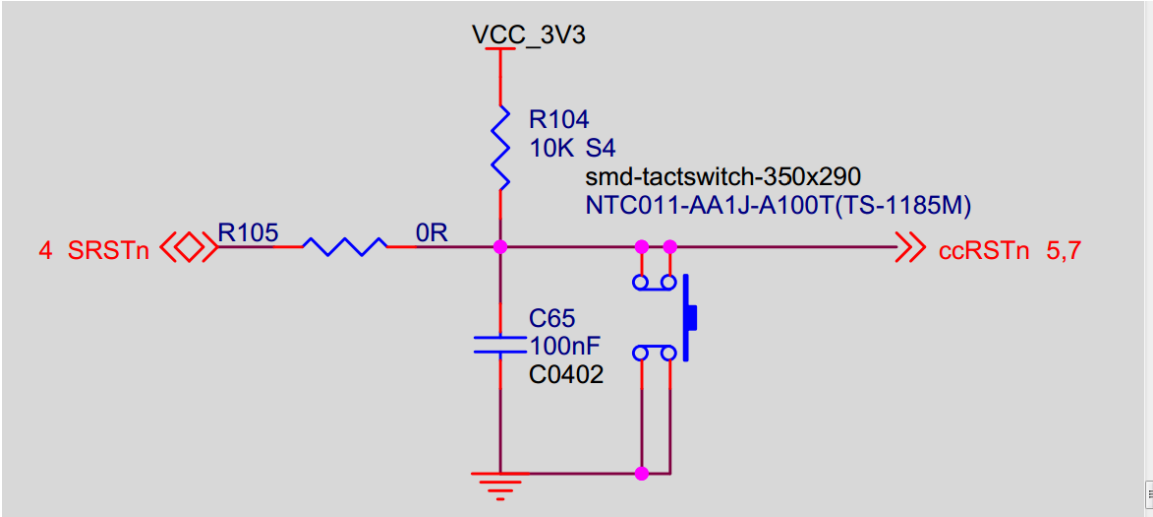 VCC_3V3
R104
10K S4
smd-tactswitch-350x290
NTC011-AA1J-A100T(TS-1185M)
4 SRSTn R105 0R ccRSTn 5,7
C65
100nF
C0402